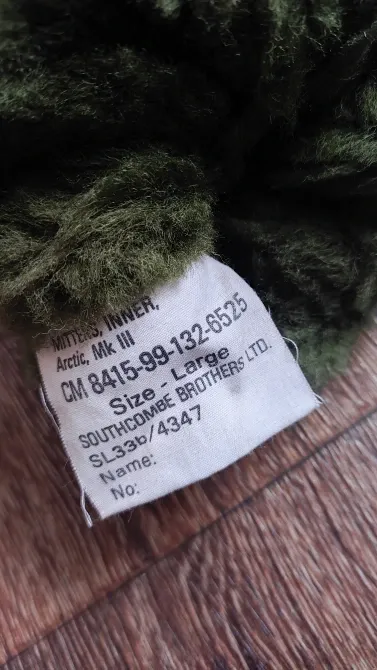 MITTENS, INNER,
Arctic, Mk III
CM 8415-99-132-6525
Size - Large
SOUTHCOMBE BROTHERS LTD.
SL33b/4347
Name:
No: